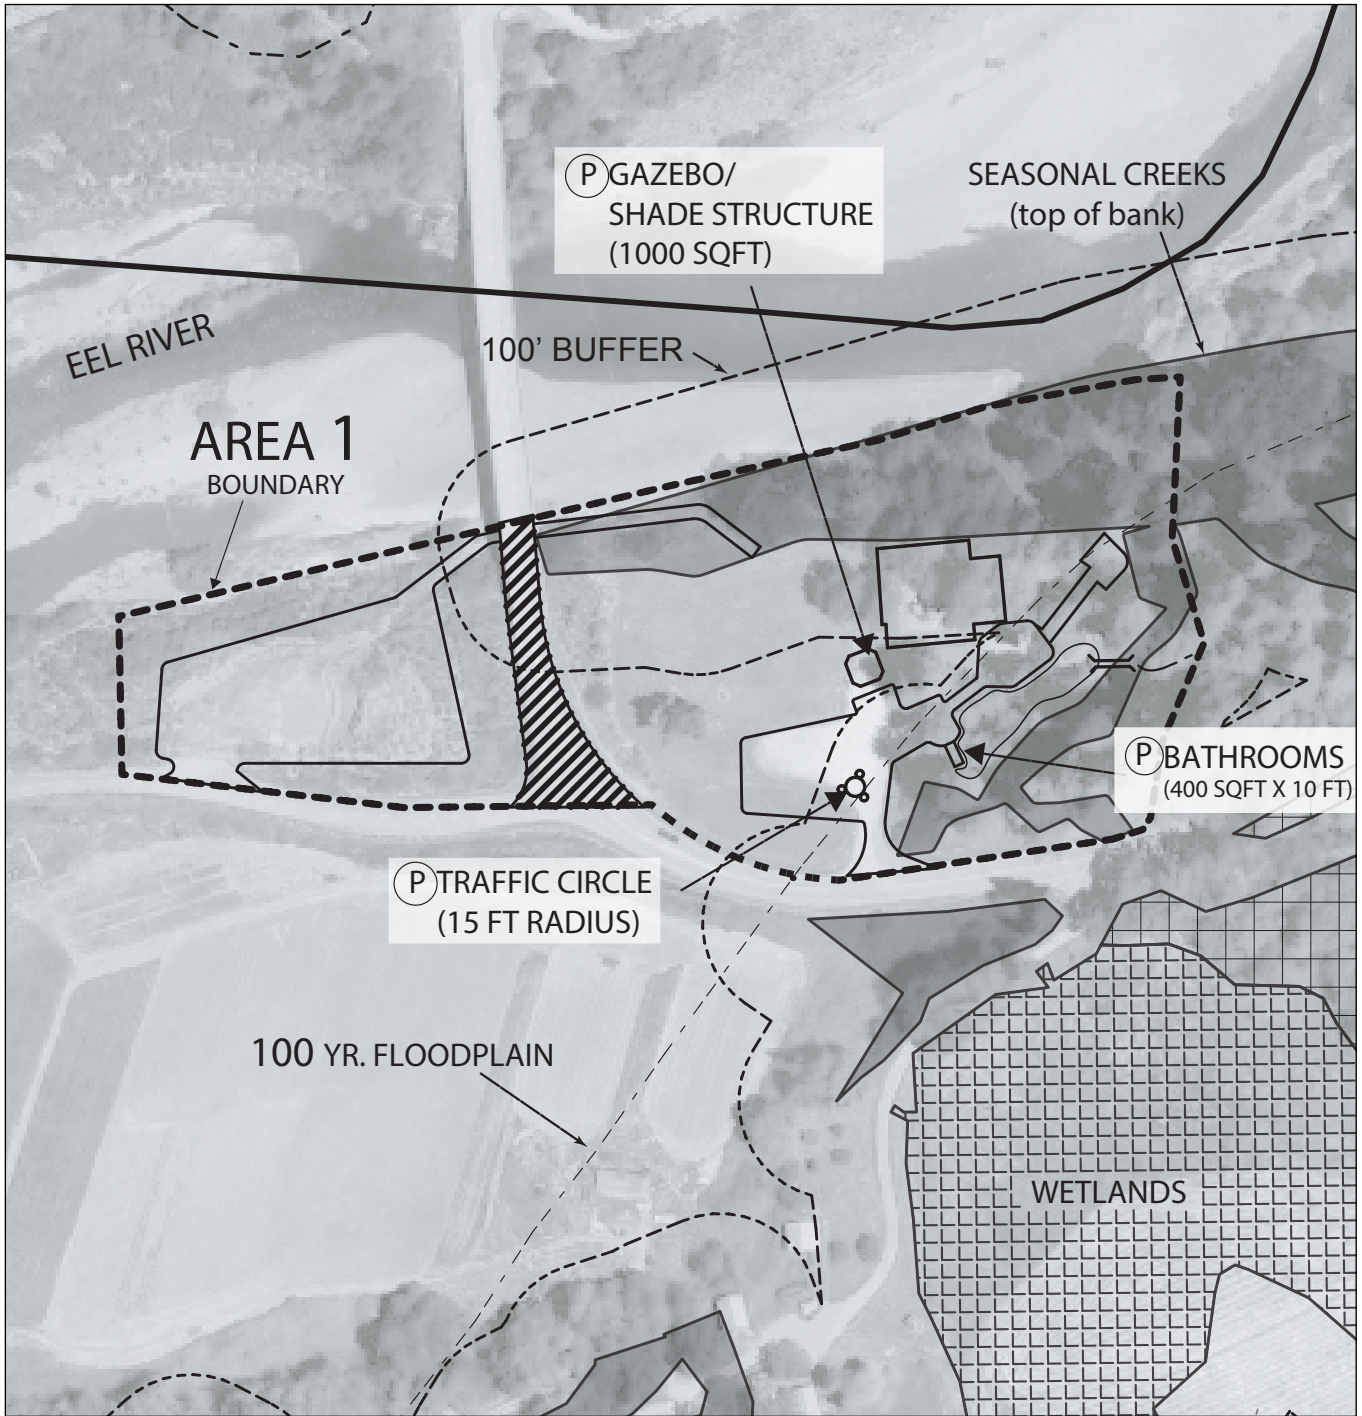 Ⓟ GAZEBO/
SHADE STRUCTURE
(1000 SQFT)
SEASONAL CREEKS
(top of bank)
EEL RIVER
100' BUFFER
AREA 1
BOUNDARY
Ⓟ BATHROOMS
(400 SQFT X 10 FT)
Ⓟ TRAFFIC CIRCLE
(15 FT RADIUS)
100 YR. FLOODPLAIN
WETLANDS